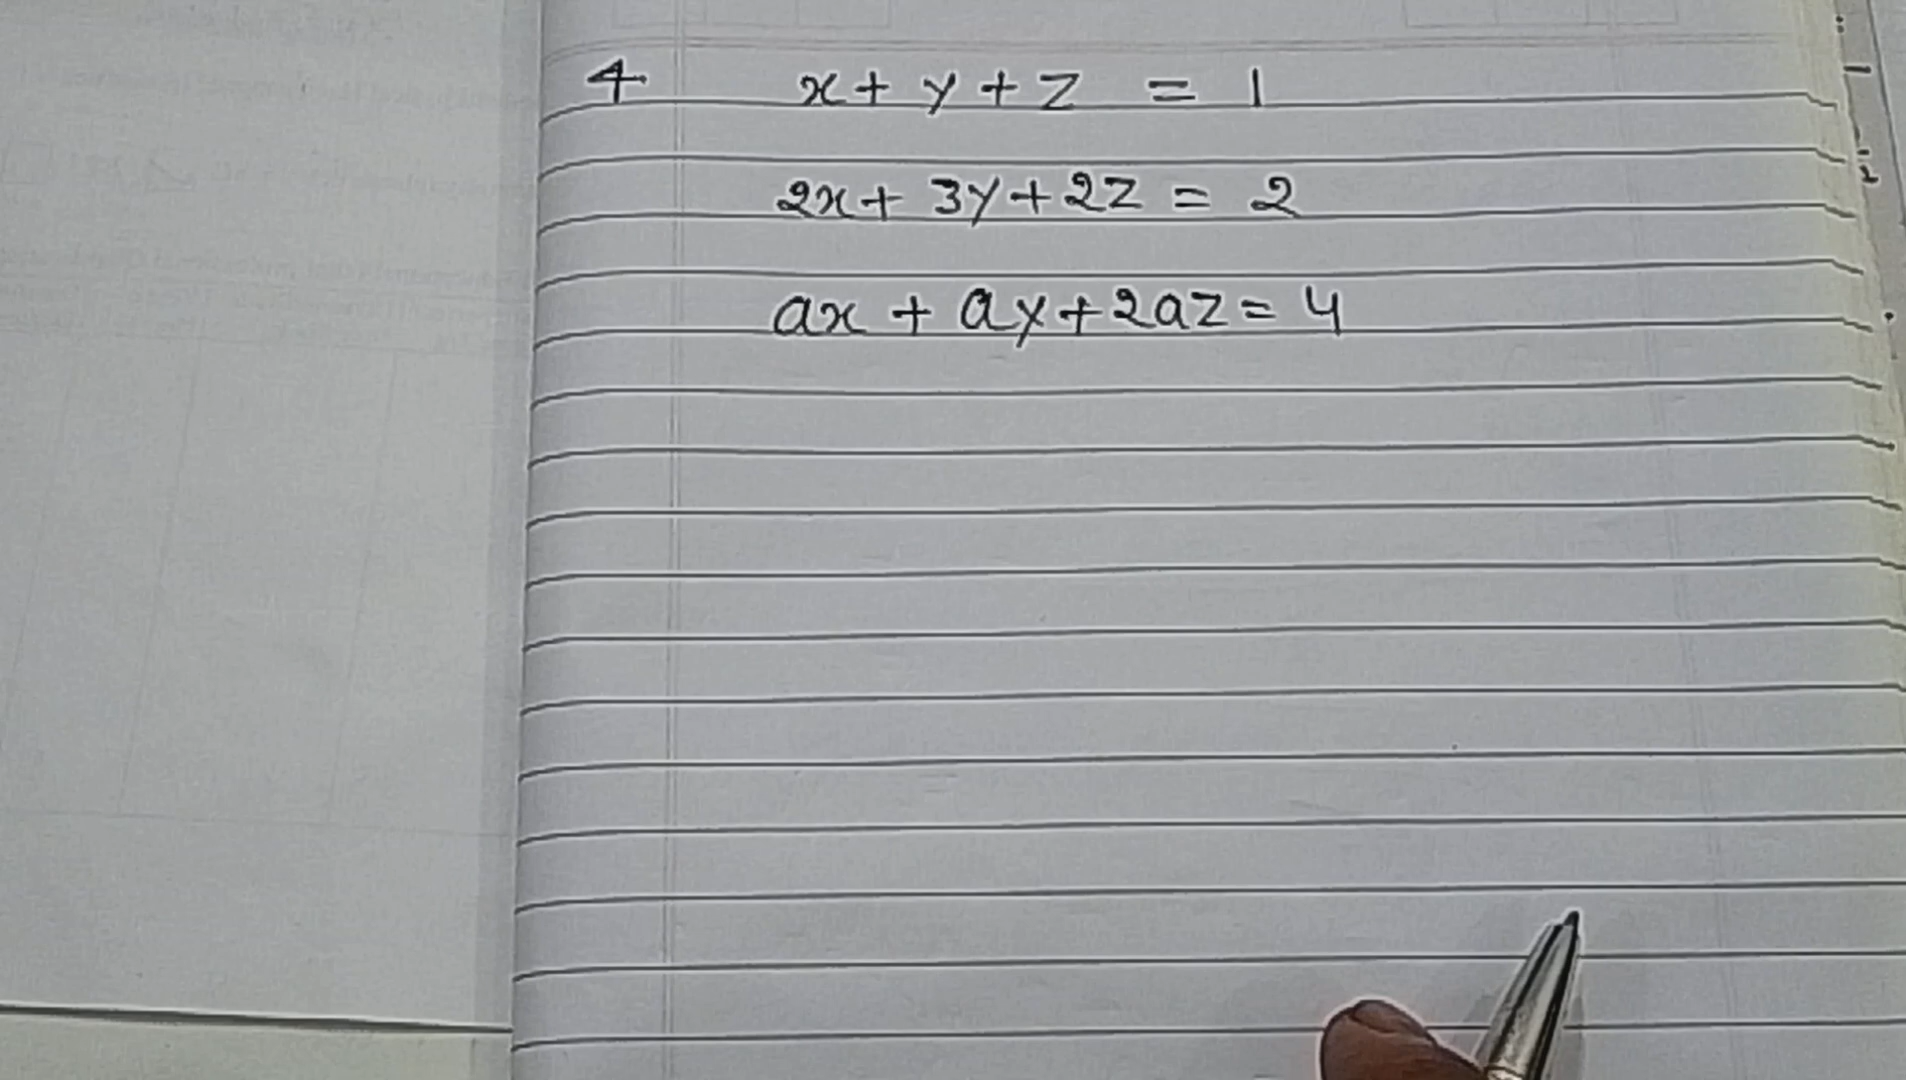 4 x + y + z = 1
2x + 3y + 2z = 2
ax + ay + 2az = 4